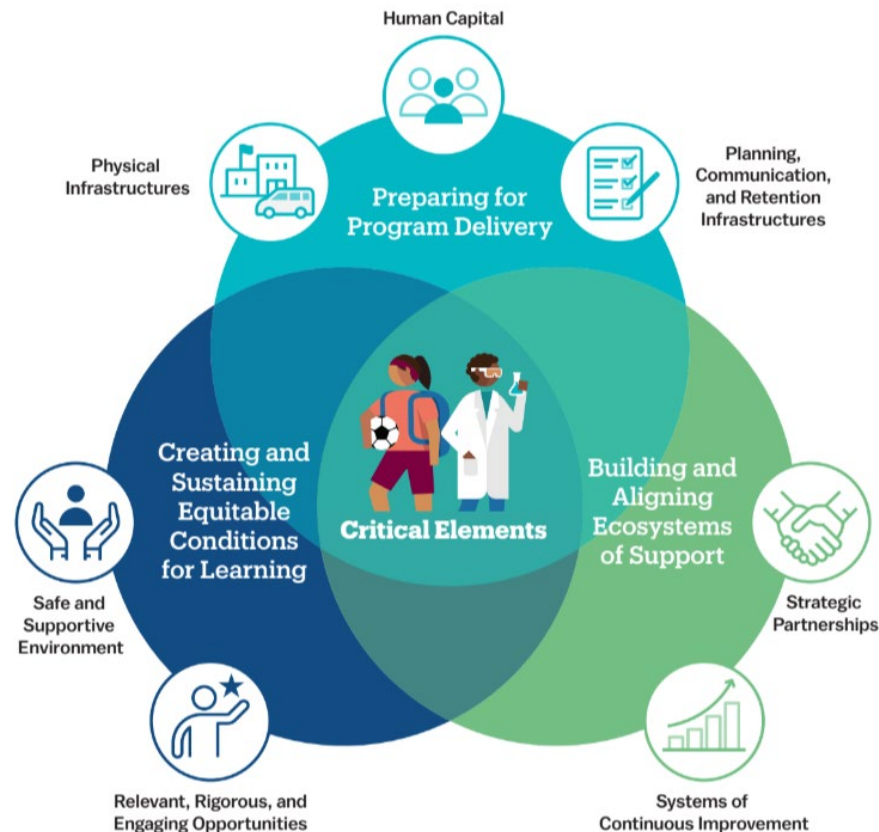 Human Capital
Physical
Infrastructures
Planning,
Communication,
and Retention
Infrastructures
Preparing for
Program Delivery
Creating and
Sustaining
Equitable
Conditions
for Learning
Critical Elements
Building and
Aligning
Ecosystems
of Support
Safe and
Supportive
Environment
Strategic
Partnerships
Relevant, Rigorous, and
Engaging Opportunities
Systems of
Continuous Improvement